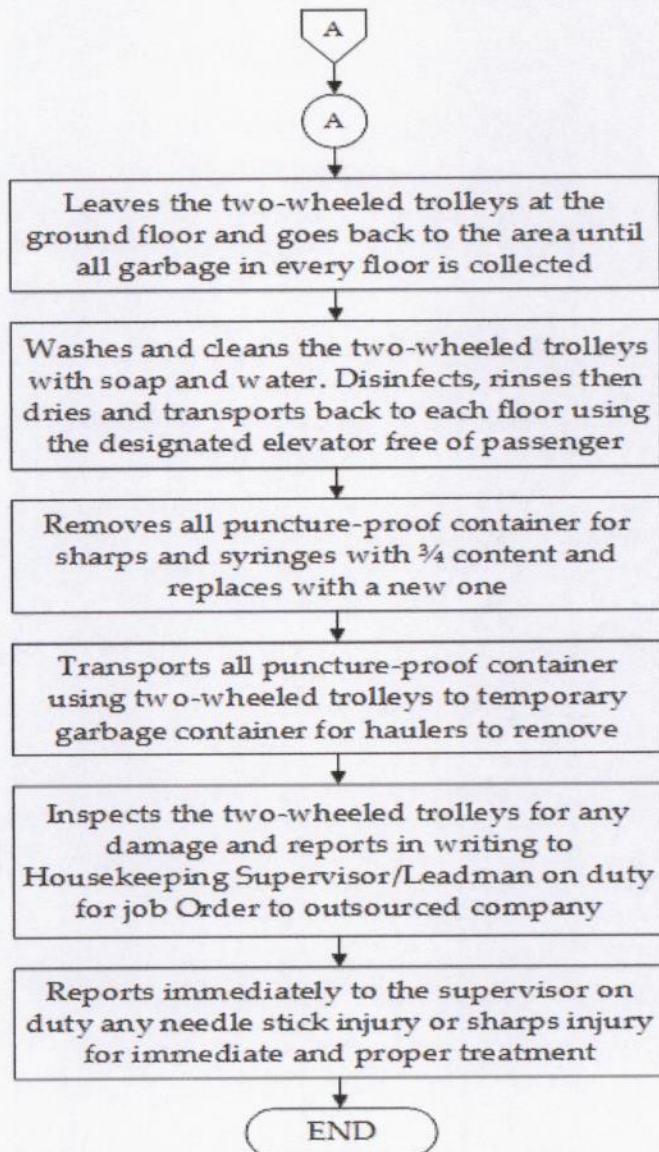 A
A
Leaves the two-wheeled trolleys at the
ground floor and goes back to the area until
all garbage in every floor is collected
Washes and cleans the two-wheeled trolleys
with soap and water. Disinfects, rinses then
dries and transports back to each floor using
the designated elevator free of passenger
Removes all puncture-proof container for
sharps and syringes with ¾ content and
replaces with a new one
Transports all puncture-proof container
using two-wheeled trolleys to temporary
garbage container for haulers to remove
Inspects the two-wheeled trolleys for any
damage and reports in writing to
Housekeeping Supervisor/Leadman on duty
for job Order to outsourced company
Reports immediately to the supervisor on
duty any needle stick injury or sharps injury
for immediate and proper treatment
END